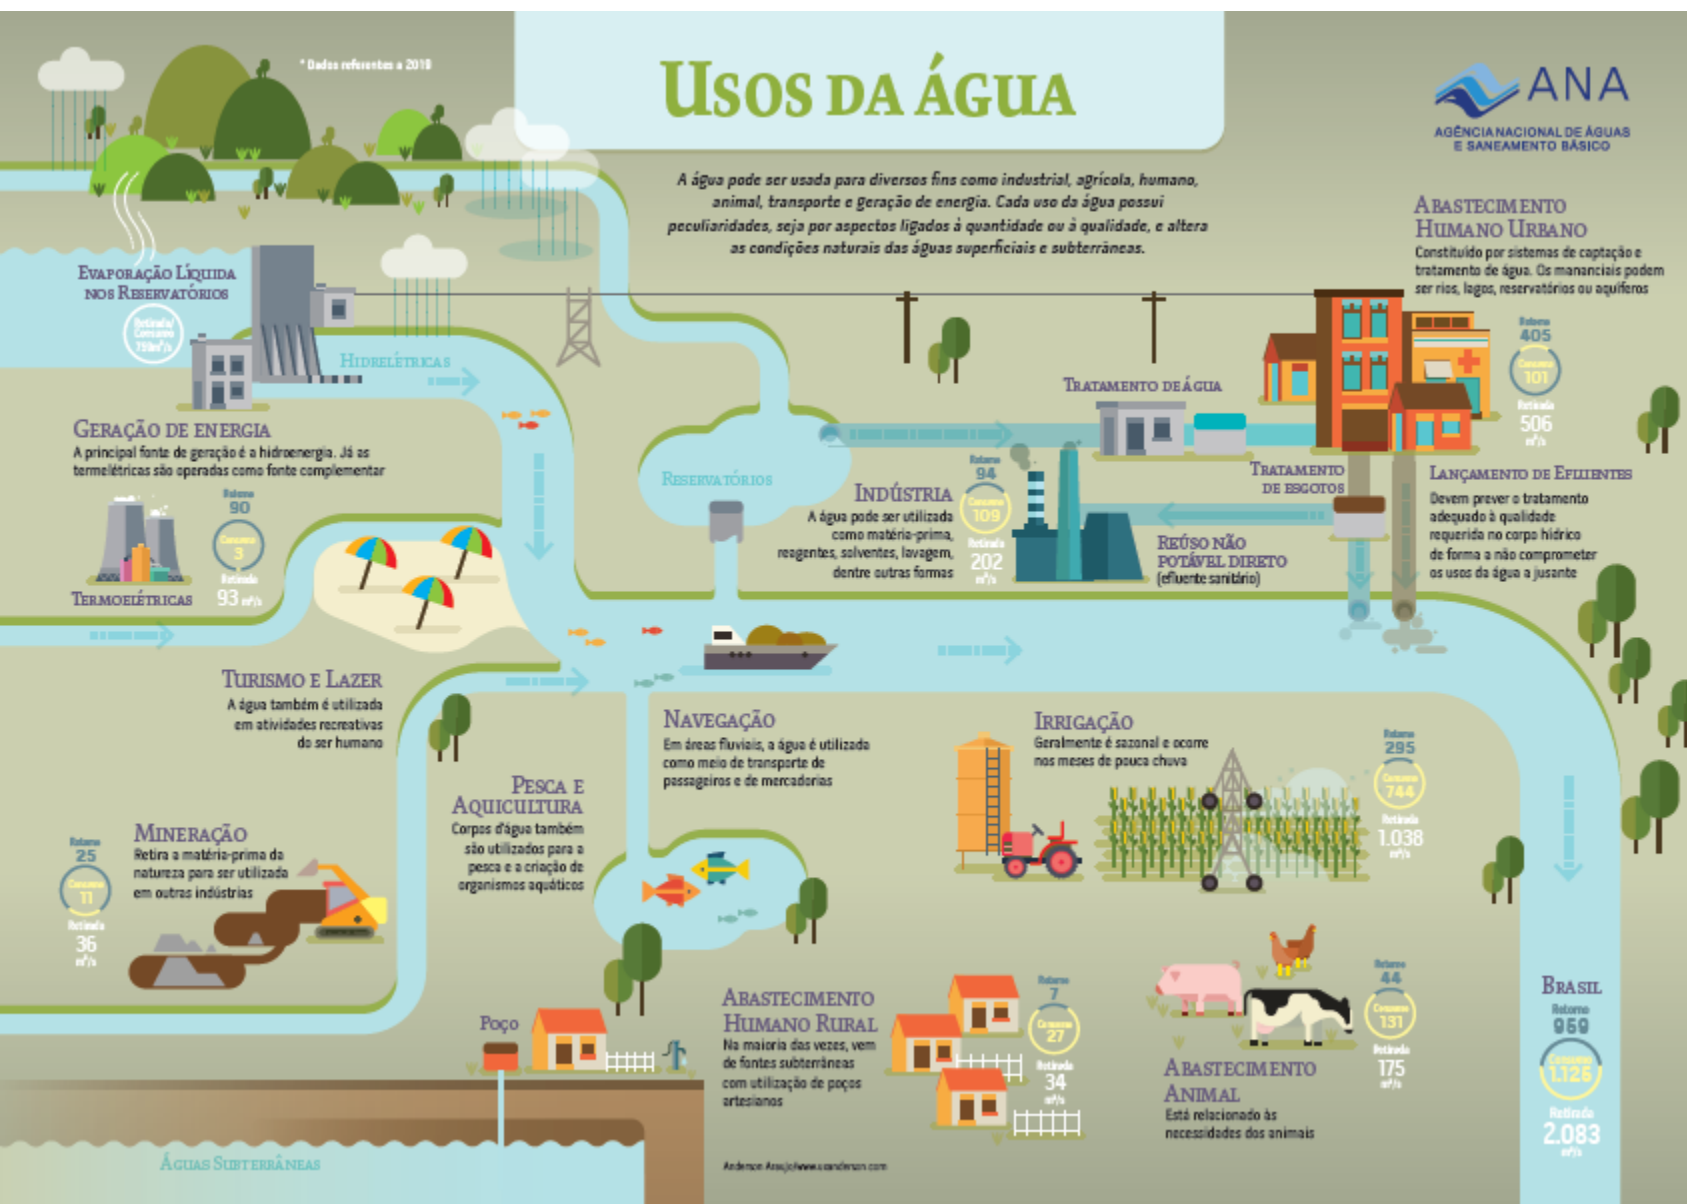 * Dados referentes a 2019
USOS DA ÁGUA
ANA
AGÊNCIA NACIONAL DE ÁGUAS
E SANEAMENTO BÁSICO
A água pode ser usada para diversos fins como industrial, agrícola, humano,
animal, transporte e geração de energia. Cada uso da água possui
peculiaridades, seja por aspectos ligados à quantidade ou à qualidade, e altera
as condições naturais das águas superficiais e subterrâneas.
ABASTECIMENTO
HUMANO URBANO
Constituído por sistemas de captação e
tratamento de água. Os mananciais podem
ser rios, lagos, reservatórios ou aquíferos
Retorno
405
Consumo
101
Retirada
506
m³/s
EVAPORAÇÃO LÍQUIDA
NOS RESERVATÓRIOS
Retirada/
Consumo
HIDRELÉTRICAS
TRATAMENTO DE ÁGUA
GERAÇÃO DE ENERGIA
A principal fonte de geração é a hidroenergia. Já as
termelétricas são operadas como fonte complementar
Retorno
90
Consumo
3
Retirada
93 m³/s
TERMOELÉTRICAS
RESERVATÓRIOS
INDÚSTRIA
A água pode ser utilizada
como matéria-prima,
reagentes, solventes, lavagem,
dentre outras formas
Retorno
94
Consumo
109
Retirada
202
m³/s
TRATAMENTO
DE ESGOTOS
LANÇAMENTO DE EFLUENTES
Devem prever o tratamento
adequado à qualidade
requerida no corpo hídrico
de forma a não comprometer
os usos da água a jusante
REÚSO NÃO
POTÁVEL DIRETO
(efluente sanitário)
TURISMO E LAZER
A água também é utilizada
em atividades recreativas
do ser humano
NAVEGAÇÃO
Em áreas fluviais, a água é utilizada
como meio de transporte de
passageiros e de mercadorias
IRRIGAÇÃO
Geralmente é sazonal e ocorre
nos meses de pouca chuva
Retorno
295
Consumo
744
Retirada
1.038
m³/s
PESCA E
AQUICULTURA
Corpos d'água também
são utilizados para a
pesca e a criação de
organismos aquáticos
MINERAÇÃO
Retira a matéria-prima da
natureza para ser utilizada
em outras indústrias
Retorno
25
Consumo
11
Retirada
36
m³/s
POÇO
ABASTECIMENTO
HUMANO RURAL
Na maioria das vezes, vem
de fontes subterrâneas
com utilização de poços
artesianos
Retorno
7
Consumo
27
Retirada
34
m³/s
Retorno
44
Consumo
131
Retirada
175
m³/s
ABASTECIMENTO
ANIMAL
Está relacionado às
necessidades dos animais
BRASIL
Retorno
959
Consumo
1.125
Retirada
2.083
m³/s
ÁGUAS SUBTERRÂNEAS
Anderson Araujo/www.uxanderson.com